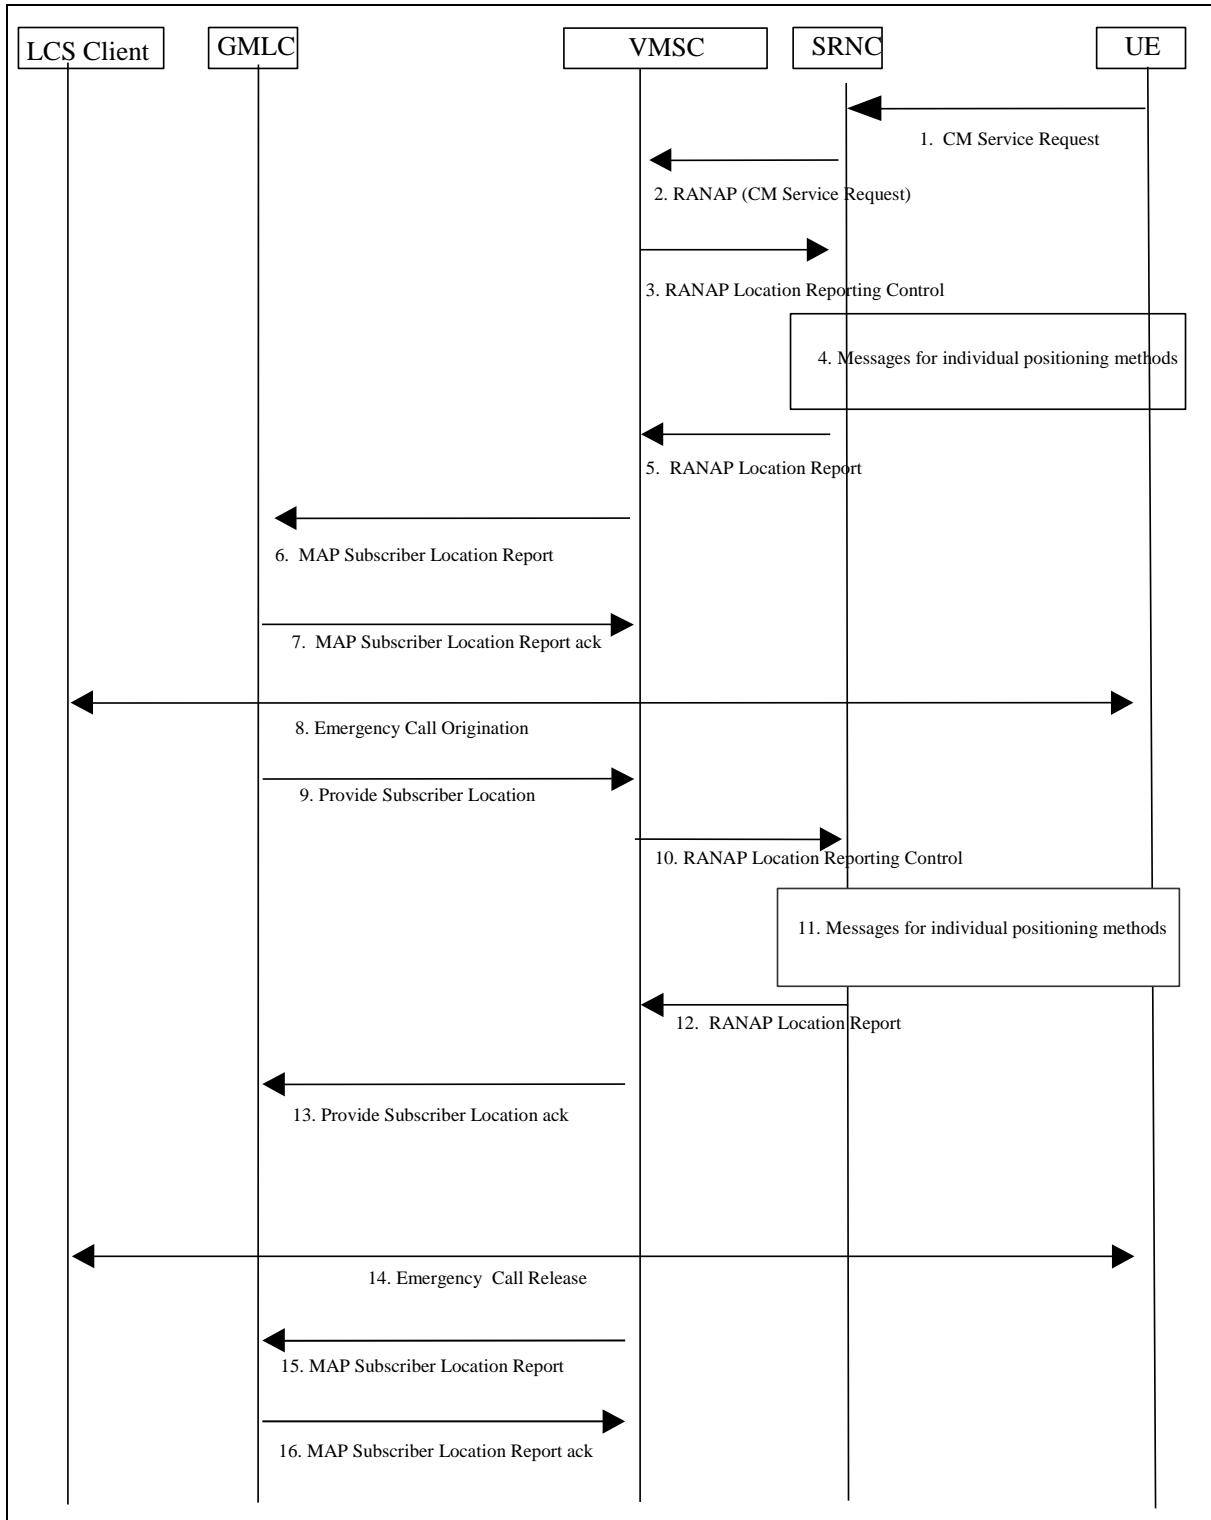 LCS Client
GMLC
VMSC
SRNC
UE
1. CM Service Request
2. RANAP (CM Service Request)
3. RANAP Location Reporting Control
4. Messages for individual positioning methods
5. RANAP Location Report
6. MAP Subscriber Location Report
7. MAP Subscriber Location Report ack
8. Emergency Call Origination
9. Provide Subscriber Location
10. RANAP Location Reporting Control
11. Messages for individual positioning methods
12. RANAP Location Report
13. Provide Subscriber Location ack
14. Emergency Call Release
15. MAP Subscriber Location Report
16. MAP Subscriber Location Report ack